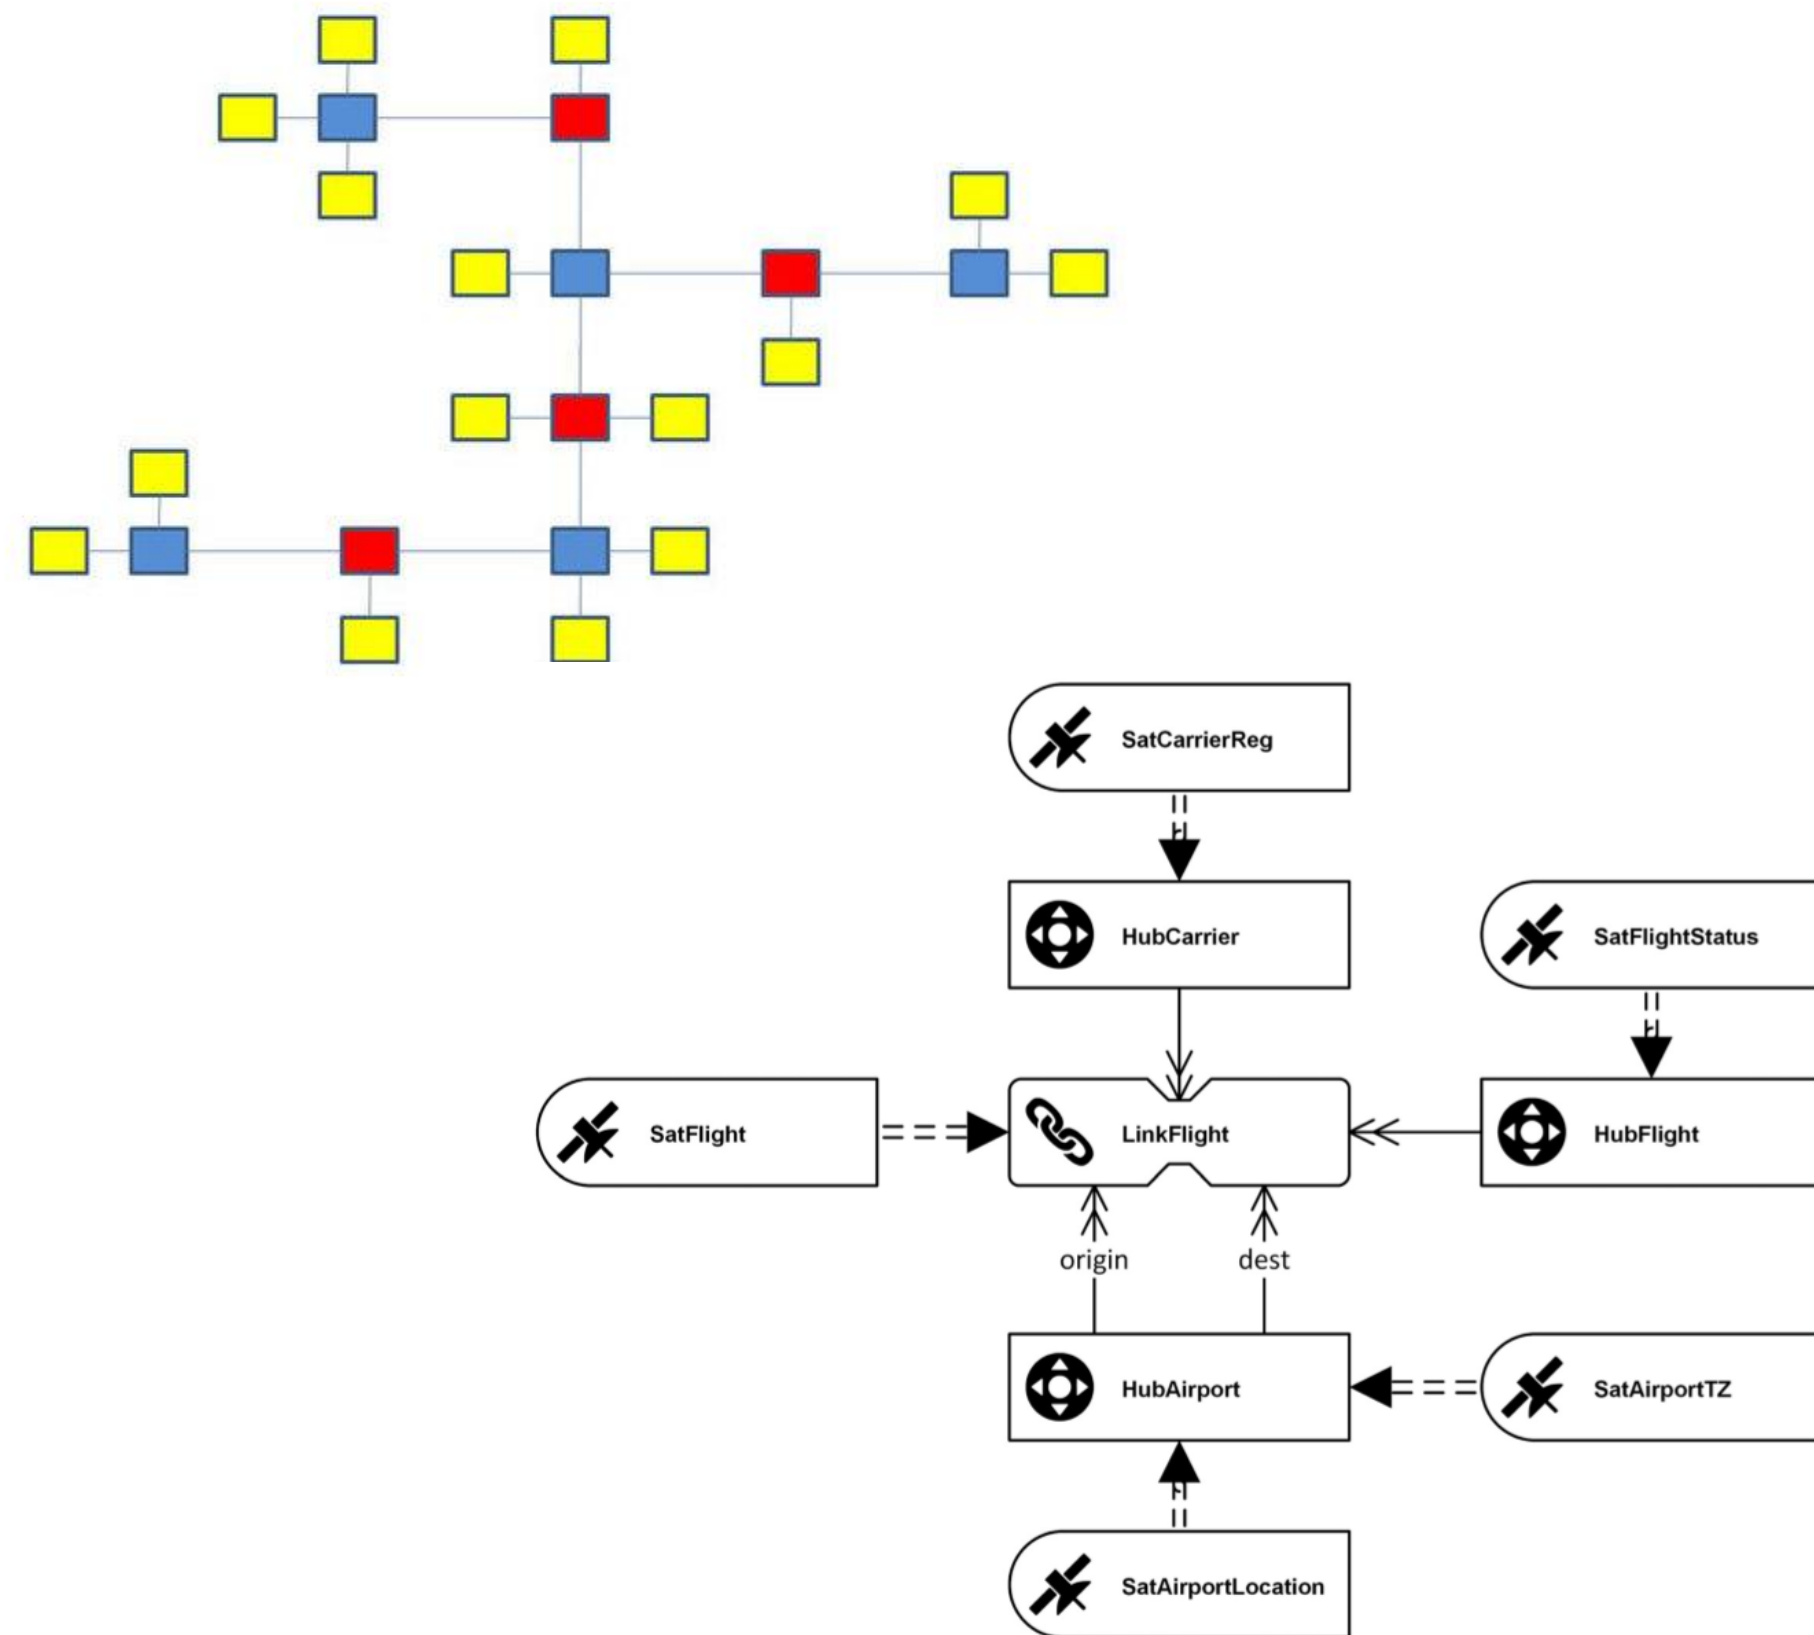 SatCarrierReg
HubCarrier
SatFlightStatus
SatFlight
LinkFlight
HubFlight
origin
dest
HubAirport
SatAirportTZ
SatAirportLocation